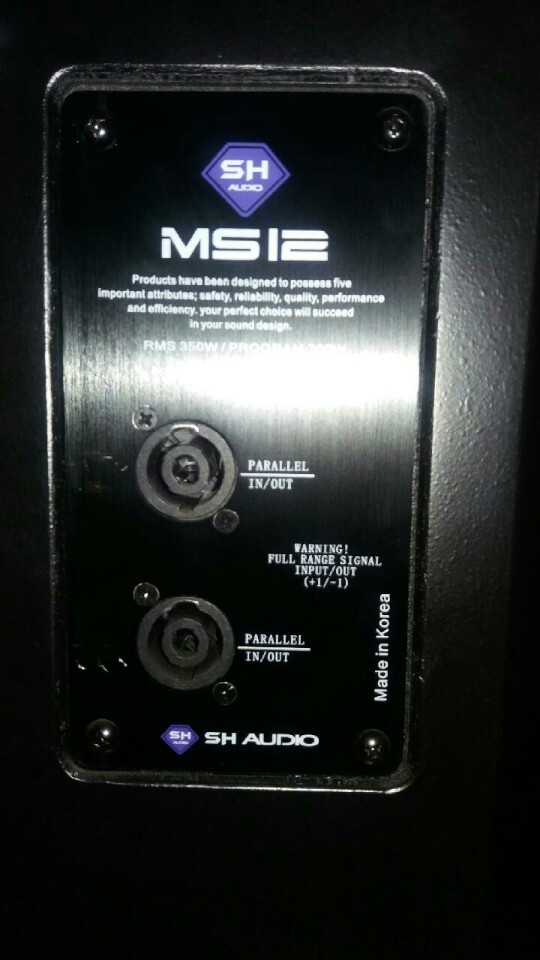 SH
AUDIO
MS12
Products have been designed to possess five
important attributes; safety, reliability, quality, performance
and efficiency. your perfect choice will succeed
in your sound design.
RMS 350W / PROGRAM
PARALLEL
IN/OUT
WARNING!
FULL RANGE SIGNAL
INPUT/OUT
(+1/-1)
PARALLEL
IN/OUT
Made in Korea
SH
AUDIO
SH AUDIO